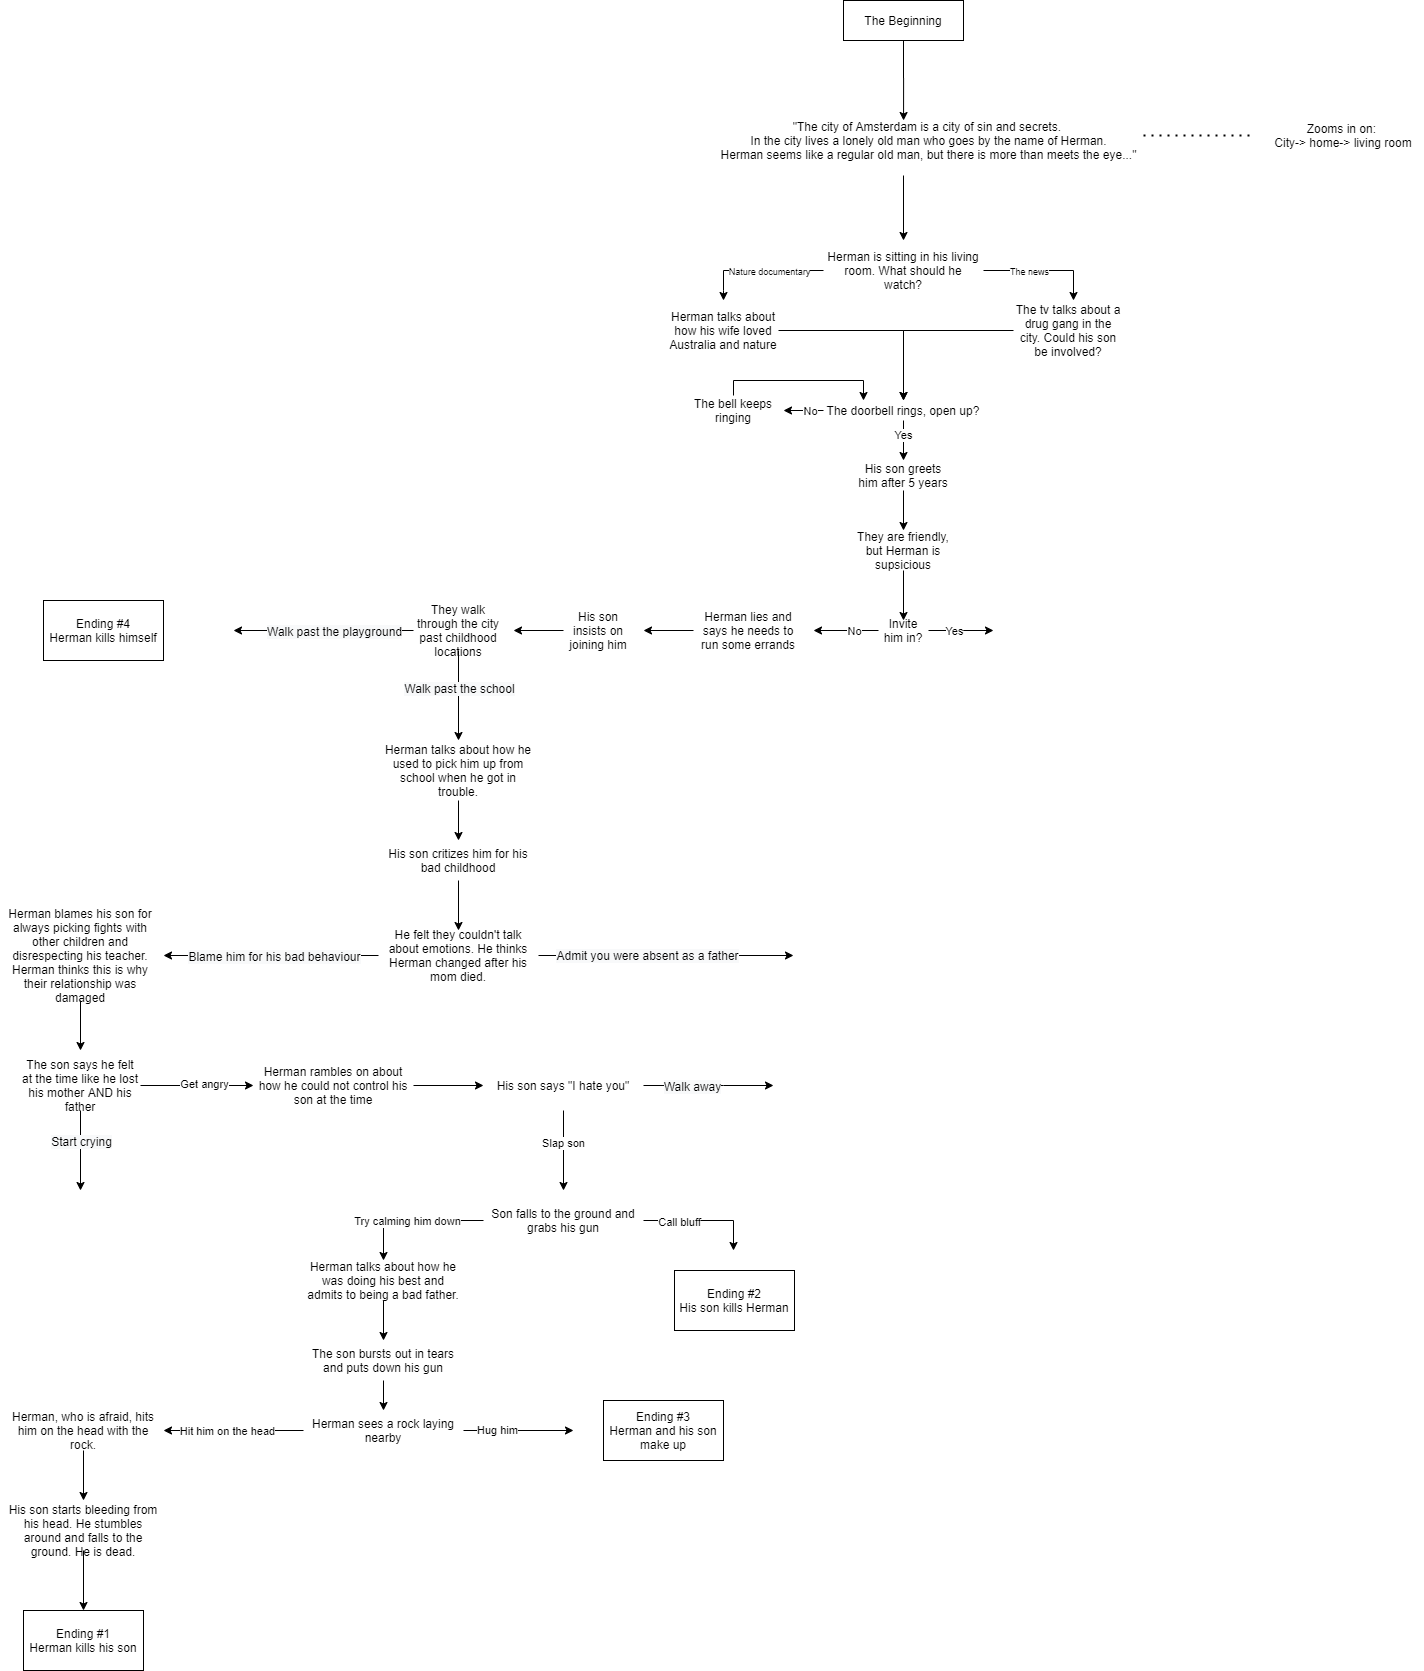 The Beginning
"The city of Amsterdam is a city of sin and secrets.
In the city lives a lonely old man who goes by the name of Herman.
Herman seems like a regular old man, but there is more than meets the eye..."
Zooms in on:
City-> home-> living room
Herman is sitting in his living
room. What should he
watch?
Nature documentary
The news
Herman talks about
how his wife loved
Australia and nature
The tv talks about a
drug gang in the
city. Could his son
be involved?
The bell keeps
ringing
No
The doorbell rings, open up?
Yes
His son greets
him after 5 years
They are friendly,
but Herman is
supsicious
Invite
him in?
Yes
No
Herman lies and
says he needs to
run some errands
His son
insists on
joining him
They walk
through the city
past childhood
locations
Walk past the playground
Ending #4
Herman kills himself
Walk past the school
Herman talks about how he
used to pick him up from
school when he got in
trouble.
His son critizes him for his
bad childhood
He felt they couldn't talk
about emotions. He thinks
Herman changed after his
mom died.
Admit you were absent as a father
Blame him for his bad behaviour
Herman blames his son for
always picking fights with
other children and
disrespecting his teacher.
Herman thinks this is why
their relationship was
damaged
The son says he felt
at the time like he lost
his mother AND his
father
Get angry
Herman rambles on about
how he could not control his
son at the time
His son says "I hate you"
Walk away
Start crying
Slap son
Son falls to the ground and
grabs his gun
Try calming him down
Call bluff
Herman talks about how he
was doing his best and
admits to being a bad father.
Ending #2
His son kills Herman
The son bursts out in tears
and puts down his gun
Herman sees a rock laying
nearby
Hug him
Ending #3
Herman and his son
make up
Hit him on the head
Herman, who is afraid, hits
him on the head with the
rock.
His son starts bleeding from
his head. He stumbles
around and falls to the
ground. He is dead.
Ending #1
Herman kills his son